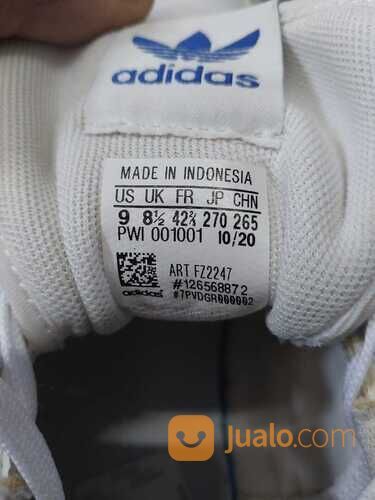 adidas
MADE IN INDONESIA
US UK FR JP CHN
9 8½ 42⅔ 270 265
PWI 001001 10/20
ART FZ2247
#126568872
adidas #7PVDGR000002
jualo.com